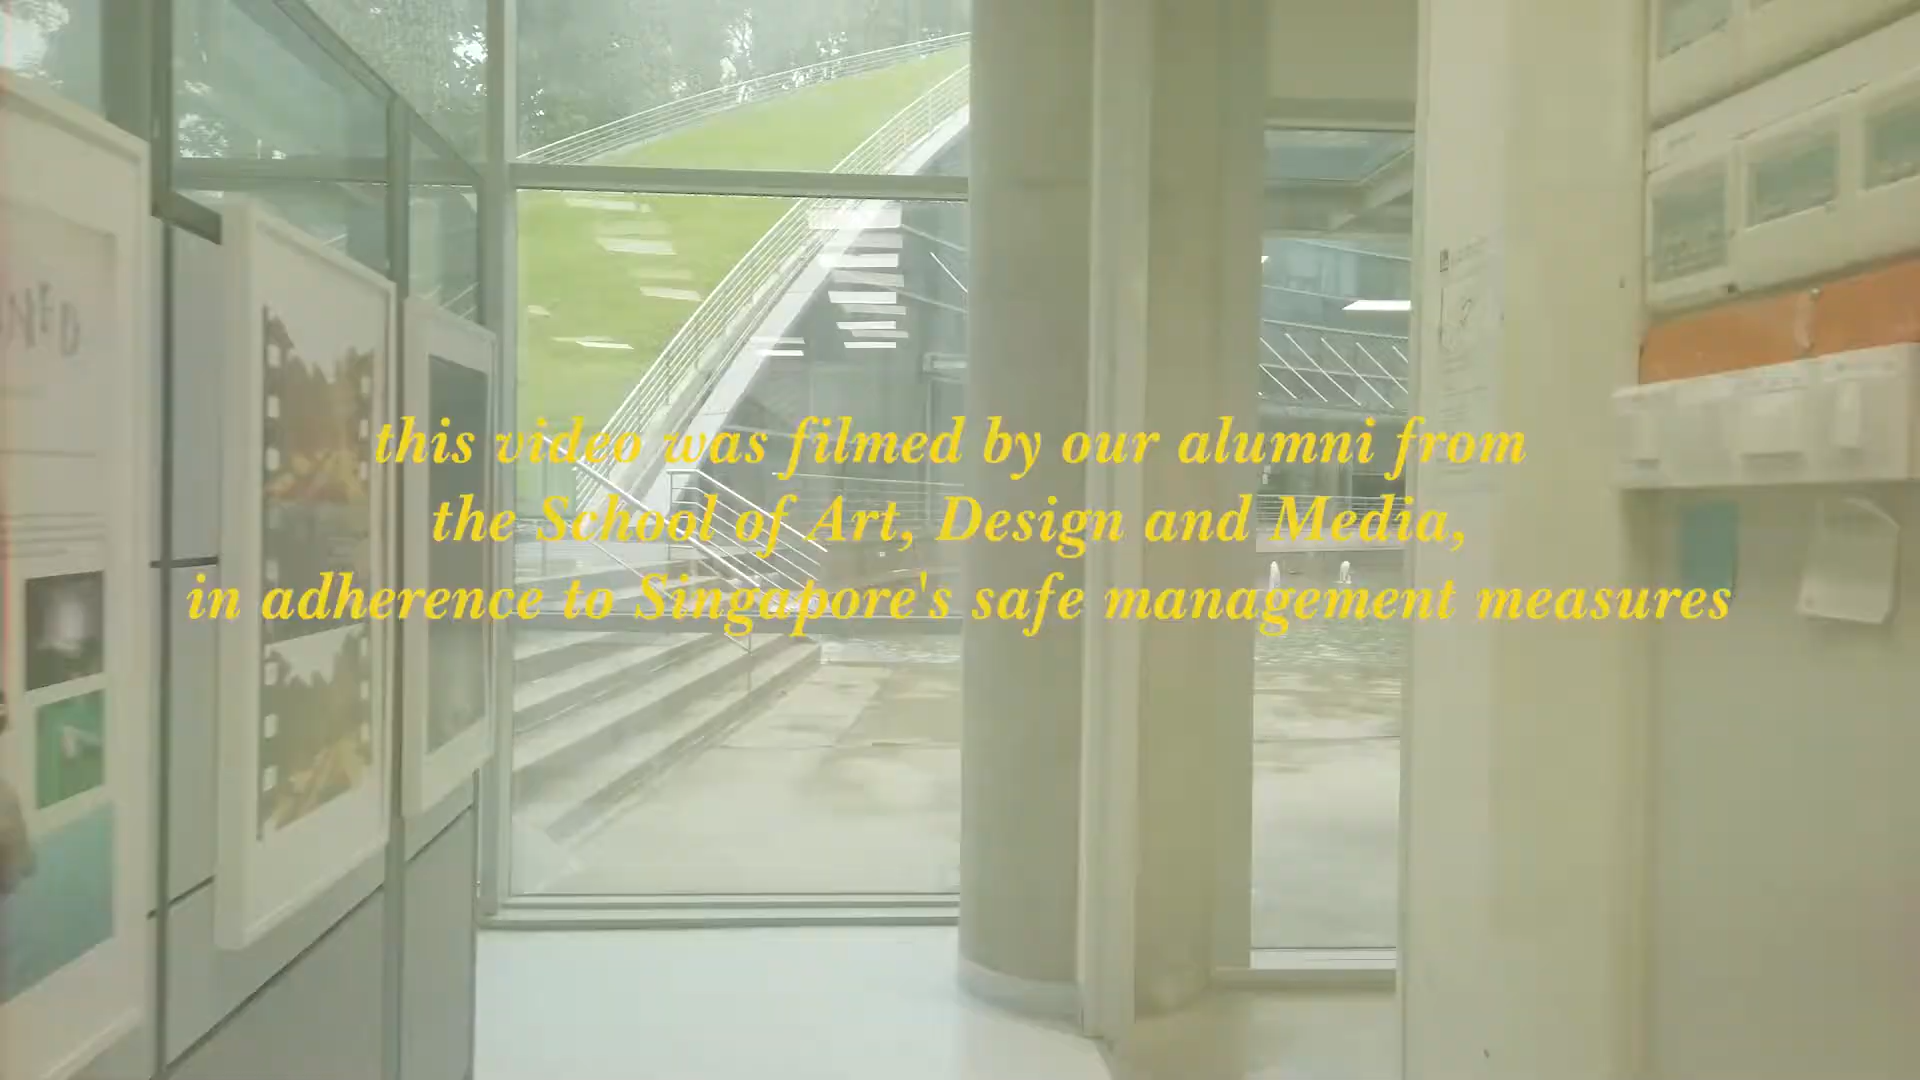 this video was filmed by our alumni from
the School of Art, Design and Media,
in adherence to Singapore's safe management measures